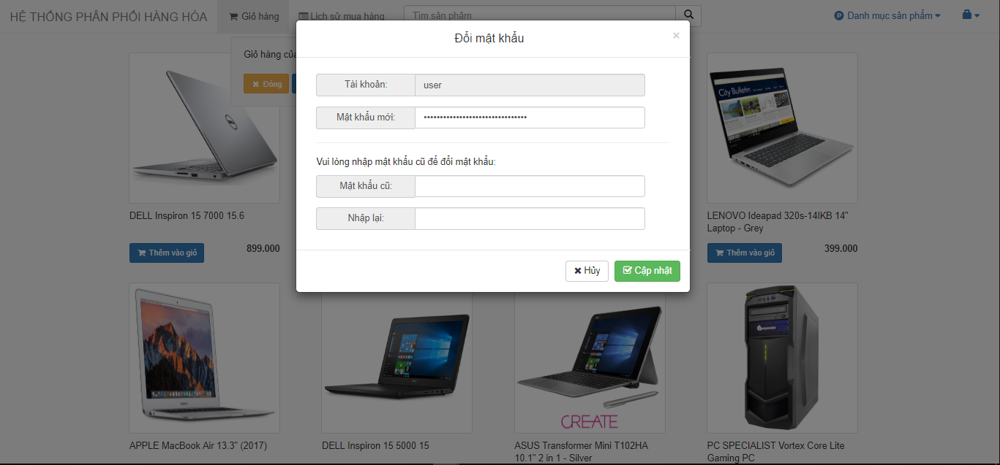 HỆ THỐNG PHÂN PHỐI HÀNG HÓA
Giỏ hàng
Lịch sử mua hàng
Tìm sản phẩm
Danh mục sản phẩm
Giỏ hàng của
Đóng
Đổi mật khẩu
×
Tài khoản:
user
Mật khẩu mới:
••••••••••••••••••••••••••••••••
Vui lòng nhập mật khẩu cũ để đổi mật khẩu:
Mật khẩu cũ:
Nhập lại:
Hủy
Cập nhật
City Bulletin
DELL Inspiron 15 7000 15.6
LENOVO Ideapad 320s-14IKB 14"
Laptop - Grey
Thêm vào giỏ
899.000
Thêm vào giỏ
399.000
CREATE
APPLE MacBook Air 13.3" (2017)
DELL Inspiron 15 5000 15
ASUS Transformer Mini T102HA
10.1" 2 in 1 - Silver
PC SPECIALIST Vortex Core Lite
Gaming PC